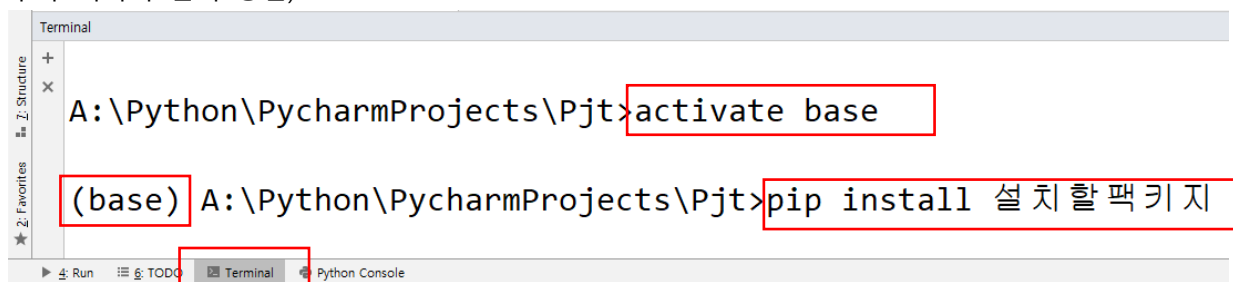 Terminal
7: Structure
2: Favorites
A:\Python\PycharmProjects\Pjt>activate base
(base) A:\Python\PycharmProjects\Pjt>pip install 설치할팩키지
4: Run 6: TODO Terminal Python Console